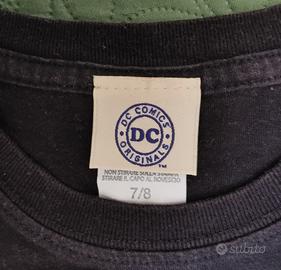 DC COMICS
DC
ORIGINALS
TM
NON STIRARE SULLA STAMPA
STIRARE IL CAPO AL ROVESCIO
7/8
subito